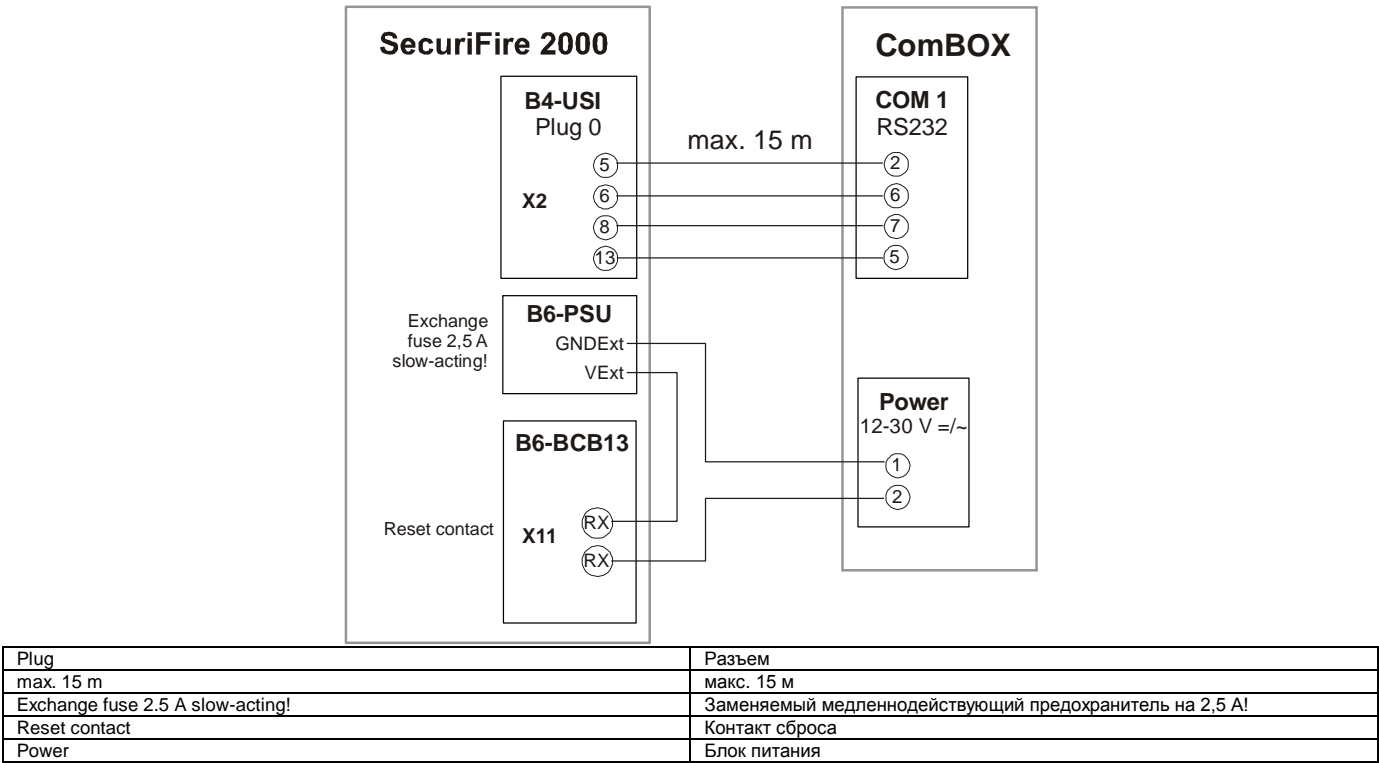 SecuriFire 2000
ComBOX
B4-USI
Plug 0
5
X2
6
8
13
max. 15 m
COM 1
RS232
2
6
7
5
Exchange
fuse 2,5 A
slow-acting!
B6-PSU
GNDExt
VExt
Power
12-30 V =/~
1
2
B6-BCB13
Reset contact
X11
RX
RX
Plug Разъем
max. 15 m макс. 15 м
Exchange fuse 2.5 A slow-acting! Заменяемый медленнодействующий предохранитель на 2,5 А!
Reset contact Контакт сброса
Power Блок питания